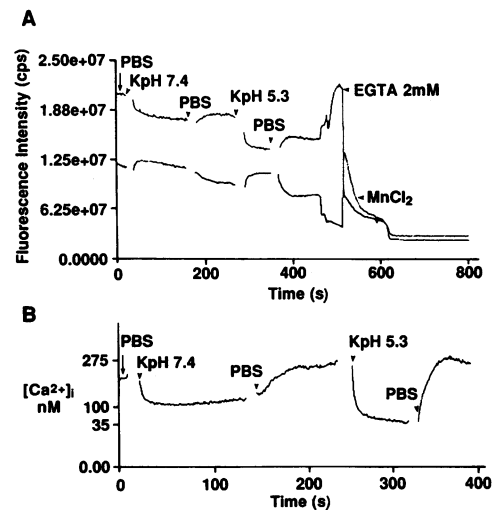 A
Fluorescence Intensity (cps)
2.50e+07
1.88e+07
1.25e+07
6.25e+07
0.0000
PBS
KpH 7.4
PBS
KpH 5.3
PBS
EGTA 2mM
MnCl2
0
200
400
600
800
Time (s)
B
[Ca2+]i
nM
275
100
35
0.00
PBS
KpH 7.4
PBS
KpH 5.3
PBS
0
100
200
300
400
Time (s)